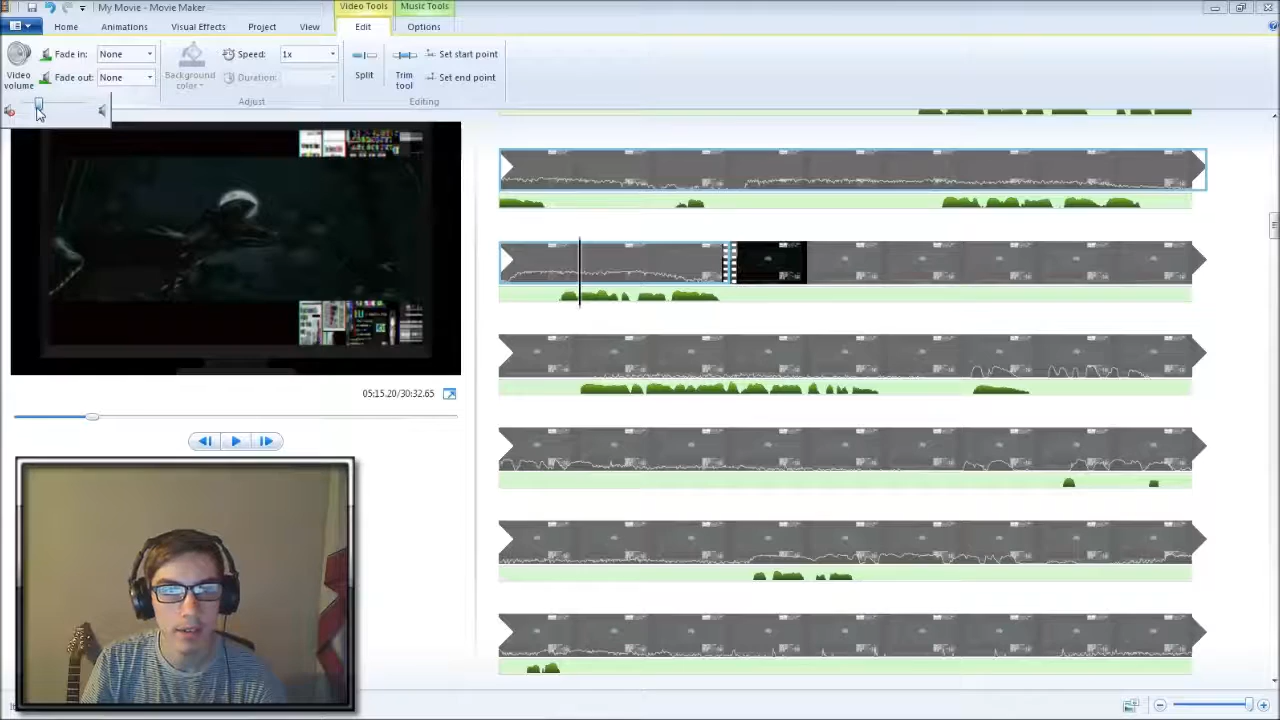 My Movie - Movie Maker
Video Tools
Music Tools
Home
Animations
Visual Effects
Project
View
Edit
Options
Video volume
Fade in: None
Fade out: None
Background color
Speed: 1x
Duration:
Adjust
Split
Trim tool
Set start point
Set end point
Editing
05:15.20/30:32.65